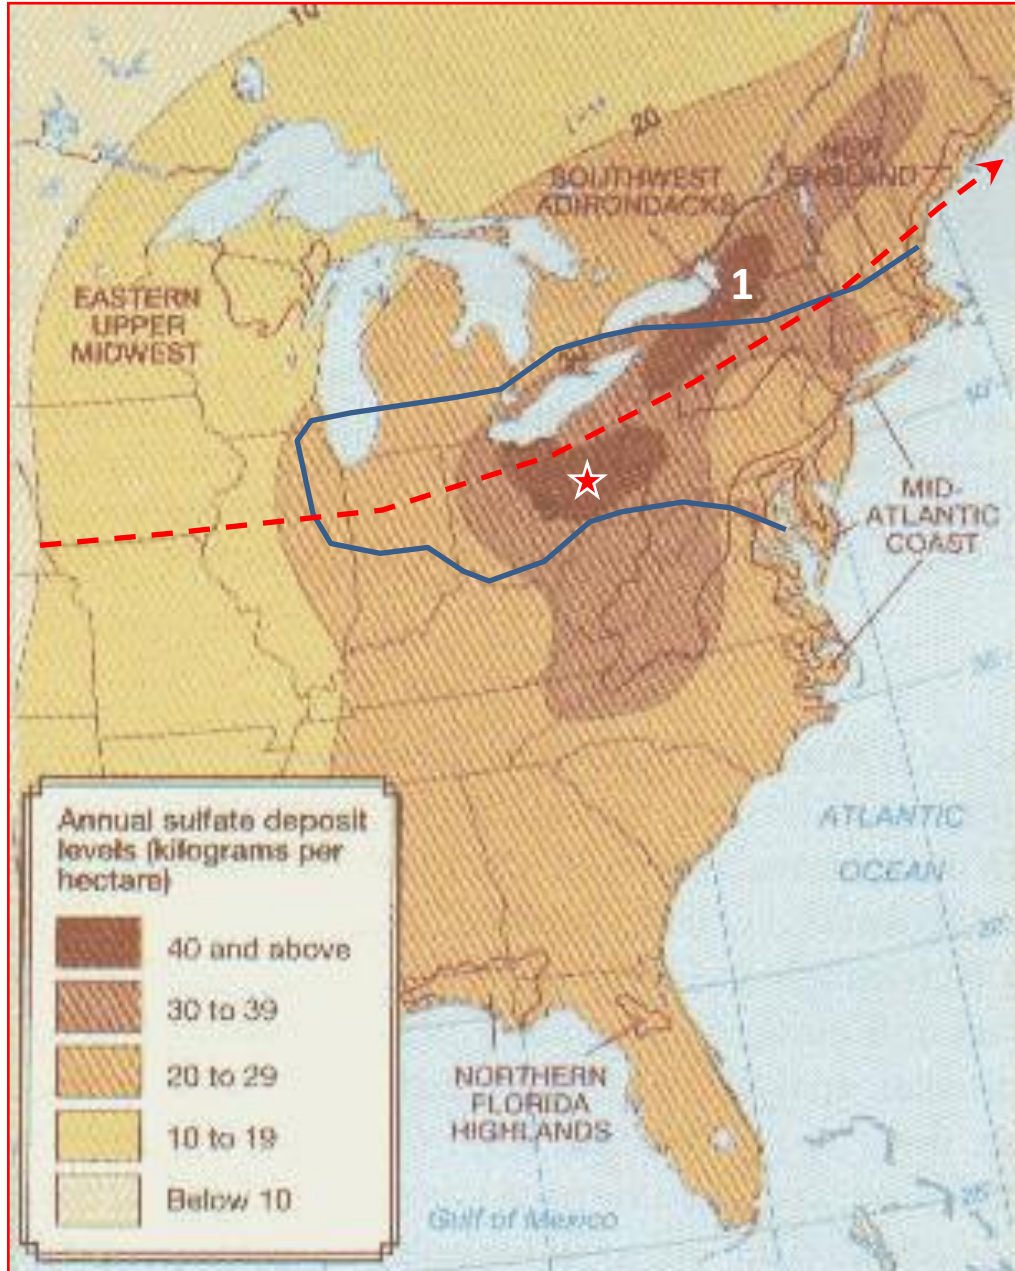 10
20
SOUTHWEST
ADIRONDACKS
NEW
ENGLAND
1
EASTERN
UPPER
MIDWEST
MID-
ATLANTIC
COAST
ATLANTIC
OCEAN
Annual sulfate deposit
levels (kilograms per
hectare)
40 and above
30 to 39
20 to 29
10 to 19
Below 10
NORTHERN
FLORIDA
HIGHLANDS
Gulf of Mexico
25°